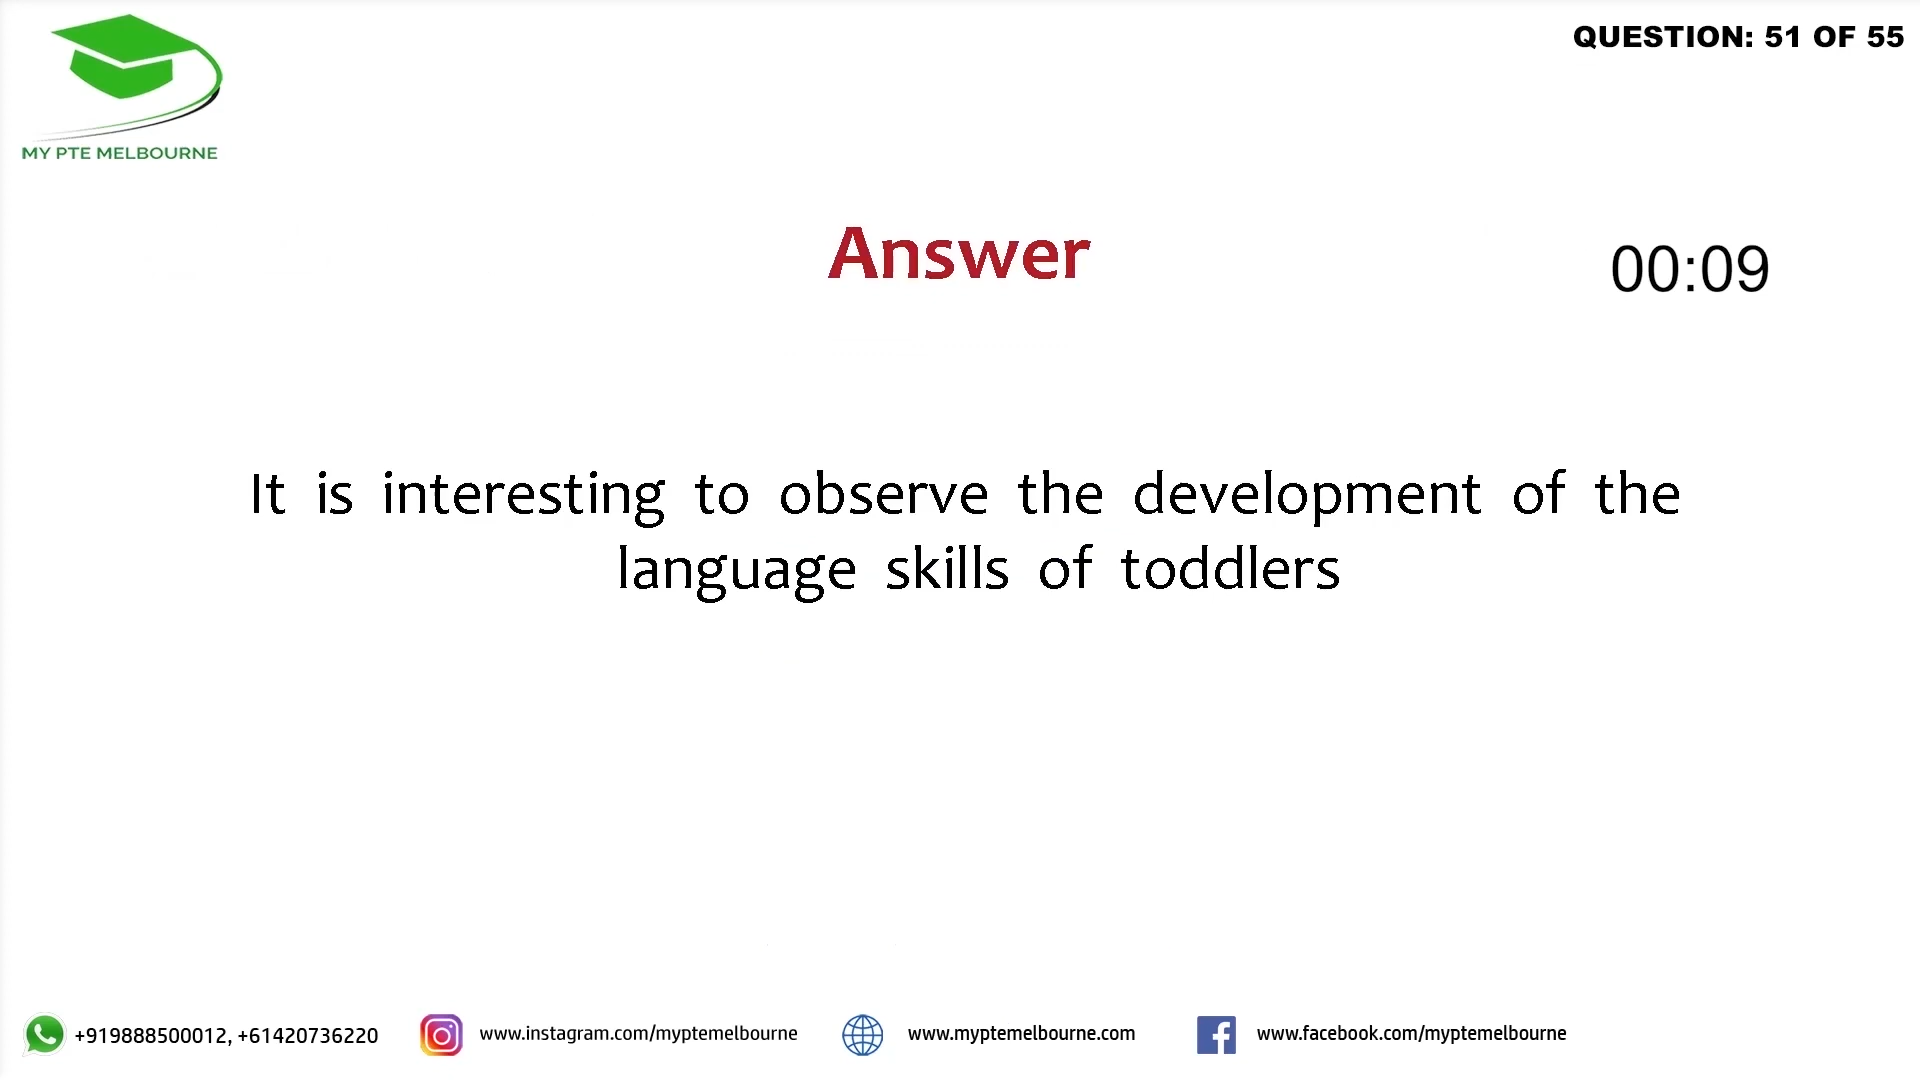 QUESTION: 51 OF 55
MY PTE MELBOURNE
Answer
00:09
It is interesting to observe the development of the
language skills of toddlers
+919888500012, +61420736220
www.instagram.com/myptemelbourne
www.myptemelbourne.com
www.facebook.com/myptemelbourne